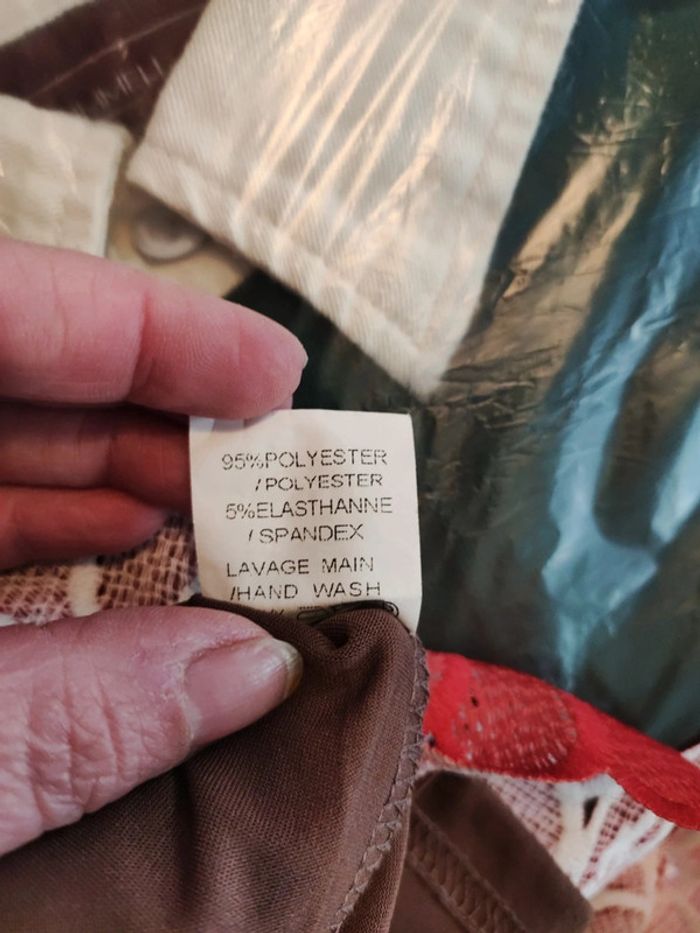 95%POLYESTER
/POLYESTER
5%ELASTHANNE
/SPANDEX
LAVAGE MAIN
/HAND WASH